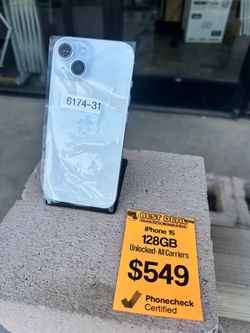 6174-31
BEST DEAL
iPhone 15
128GB
Unlocked-All Carriers
$549
Phonecheck
Certified